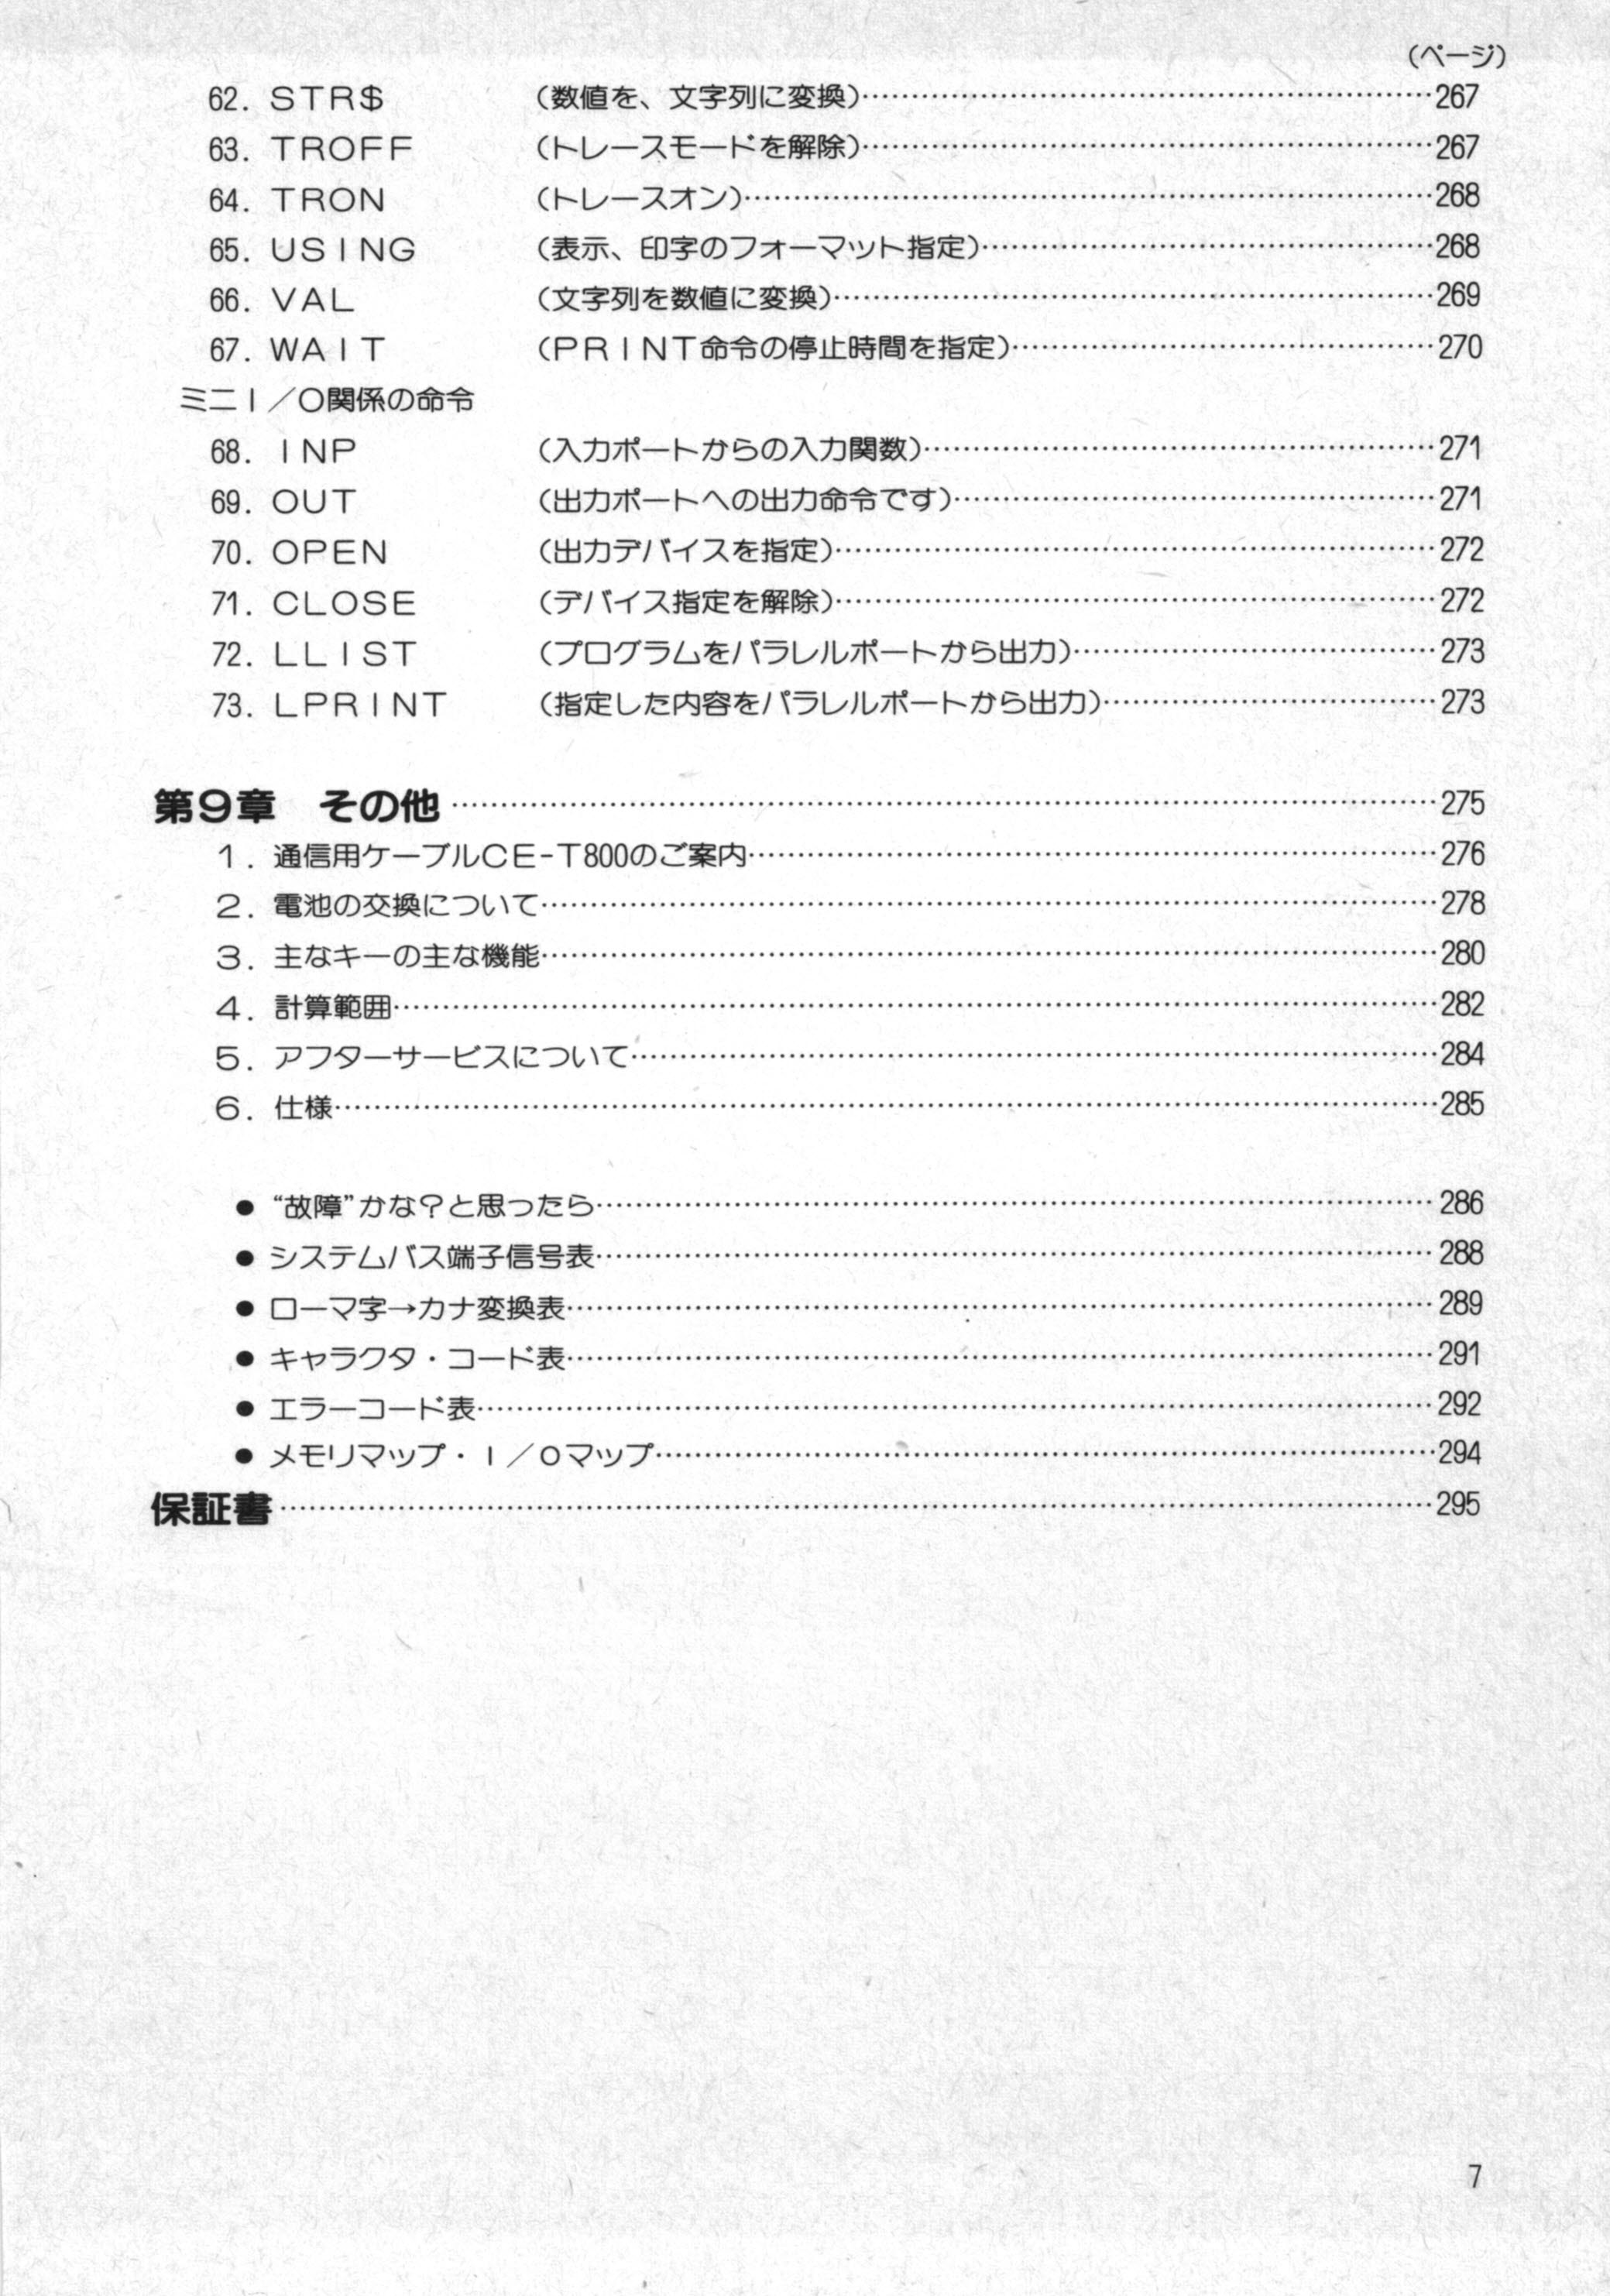 (ページ)
62. STR$ (数値を、文字列に変換)……267
63. TROFF (トレースモードを解除)……267
64. TRON (トレースオン)……268
65. USING (表示、印字のフォーマット指定)……268
66. VAL (文字列を数値に変換)……269
67. WAIT (PRINT命令の停止時間を指定)……270
ミニI/O関係の命令
68. INP (入力ポートからの入力関数)……271
69. OUT (出力ポートへの出力命令です)……271
70. OPEN (出力デバイスを指定)……272
71. CLOSE (デバイス指定を解除)……272
72. LLIST (プログラムをパラレルポートから出力)……273
73. LPRINT (指定した内容をパラレルポートから出力)……273
第9章 その他……275
1. 通信用ケーブルCE-T800のご案内……276
2. 電池の交換について……278
3. 主なキーの主な機能……280
4. 計算範囲……282
5. アフターサービスについて……284
6. 仕様……285
● “故障”かな?と思ったら……286
● システムバス端子信号表……288
● ローマ字→カナ変換表……289
● キャラクタ・コード表……291
● エラーコード表……292
● メモリマップ・I/Oマップ……294
保証書……295
7